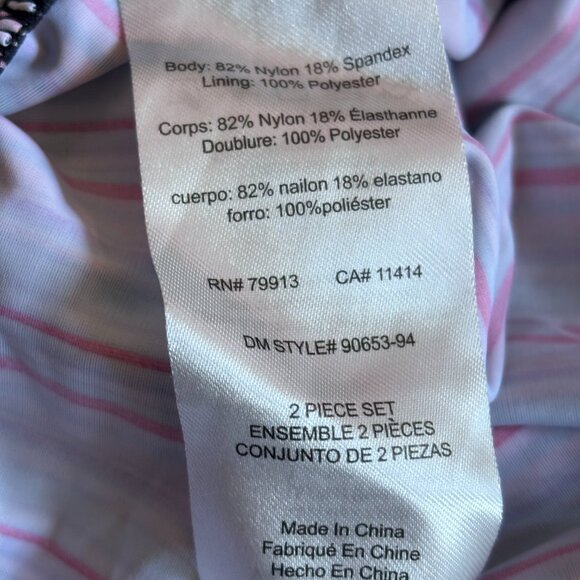 Body: 82% Nylon 18% Spandex
Lining: 100% Polyester
Corps: 82% Nylon 18% Élasthanne
Doublure: 100% Polyester
cuerpo: 82% nailon 18% elastano
forro: 100%poliéster
RN# 79913 CA# 11414
DM STYLE# 90653-94
2 PIECE SET
ENSEMBLE 2 PIÈCES
CONJUNTO DE 2 PIEZAS
Made In China
Fabriqué En Chine
Hecho En China